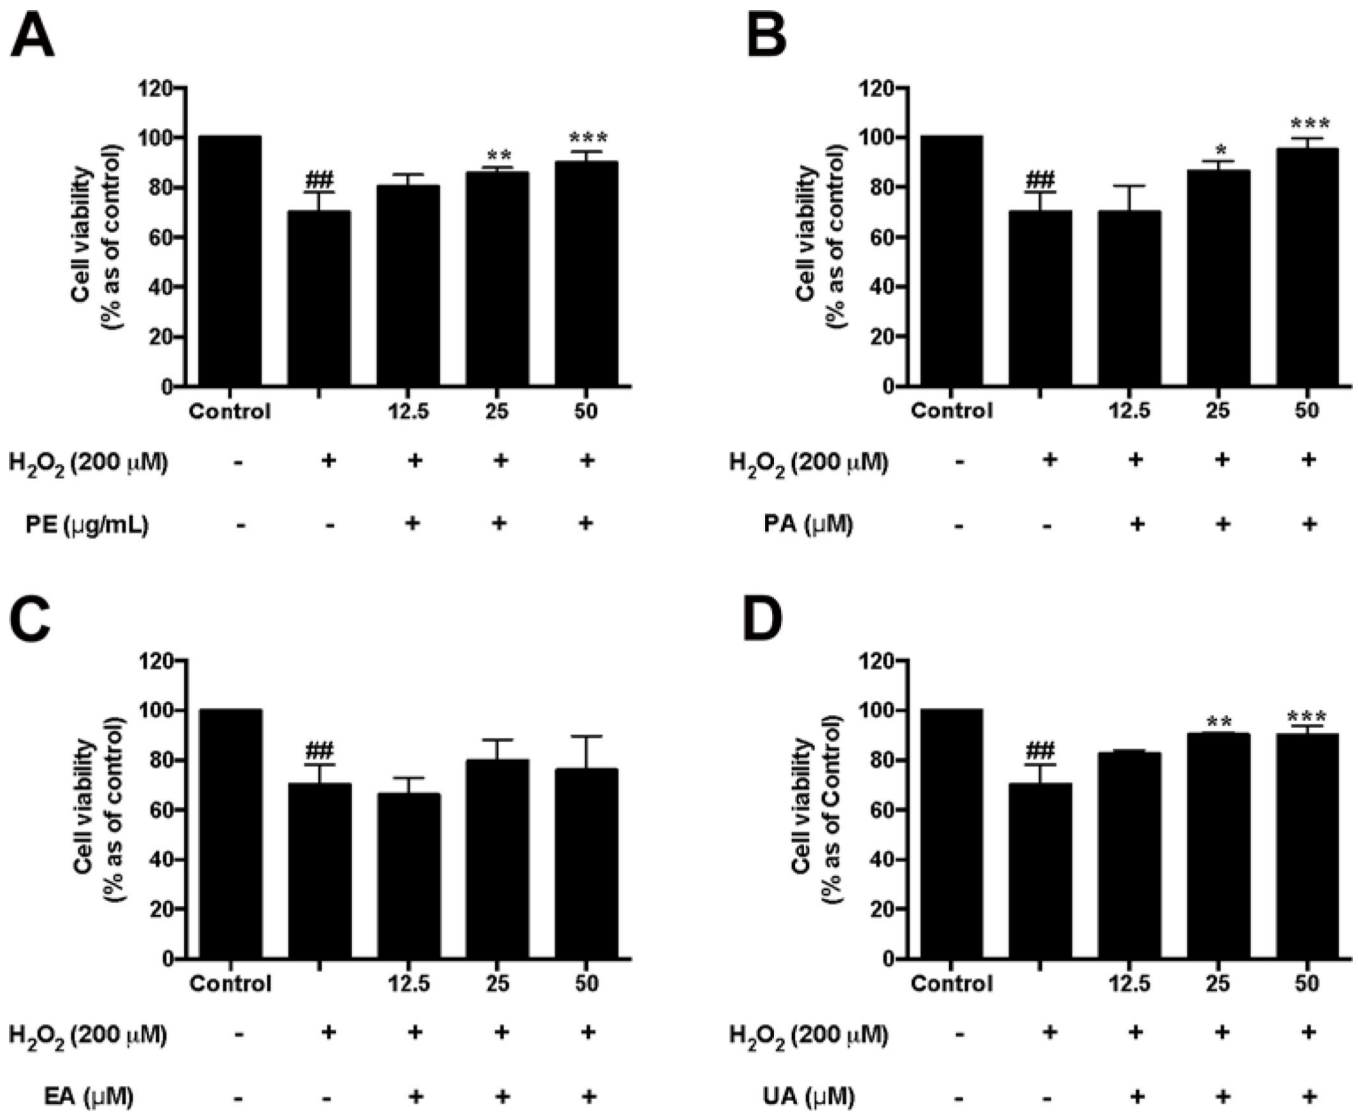 A
Cell viability
(% as of control)
120
100
80
60
40
20
0
##
**
***
Control 12.5 25 50
H2O2 (200 μM) - + + + +
PE (μg/mL) - - + + +
B
Cell viability
(% as of control)
120
100
80
60
40
20
0
##
*
***
Control 12.5 25 50
H2O2 (200 μM) - + + + +
PA (μM) - - + + +
C
Cell viability
(% as of control)
120
100
80
60
40
20
0
##
Control 12.5 25 50
H2O2 (200 μM) - + + + +
EA (μM) - - + + +
D
Cell viability
(% as of Control)
120
100
80
60
40
20
0
##
**
***
Control 12.5 25 50
H2O2 (200 μM) - + + + +
UA (μM) - - + + +